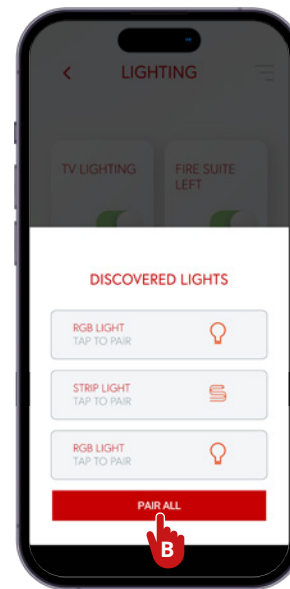 LIGHTING
TV LIGHTING
FIRE SUITE
LEFT
DISCOVERED LIGHTS
RGB LIGHT
TAP TO PAIR
STRIP LIGHT
TAP TO PAIR
RGB LIGHT
TAP TO PAIR
PAIR ALL
B